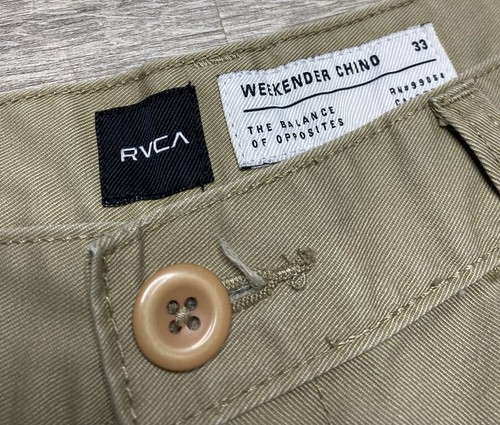 RVCA
WEEKENDER CHINO
33
THE BALANCE
OF OPPOSITES